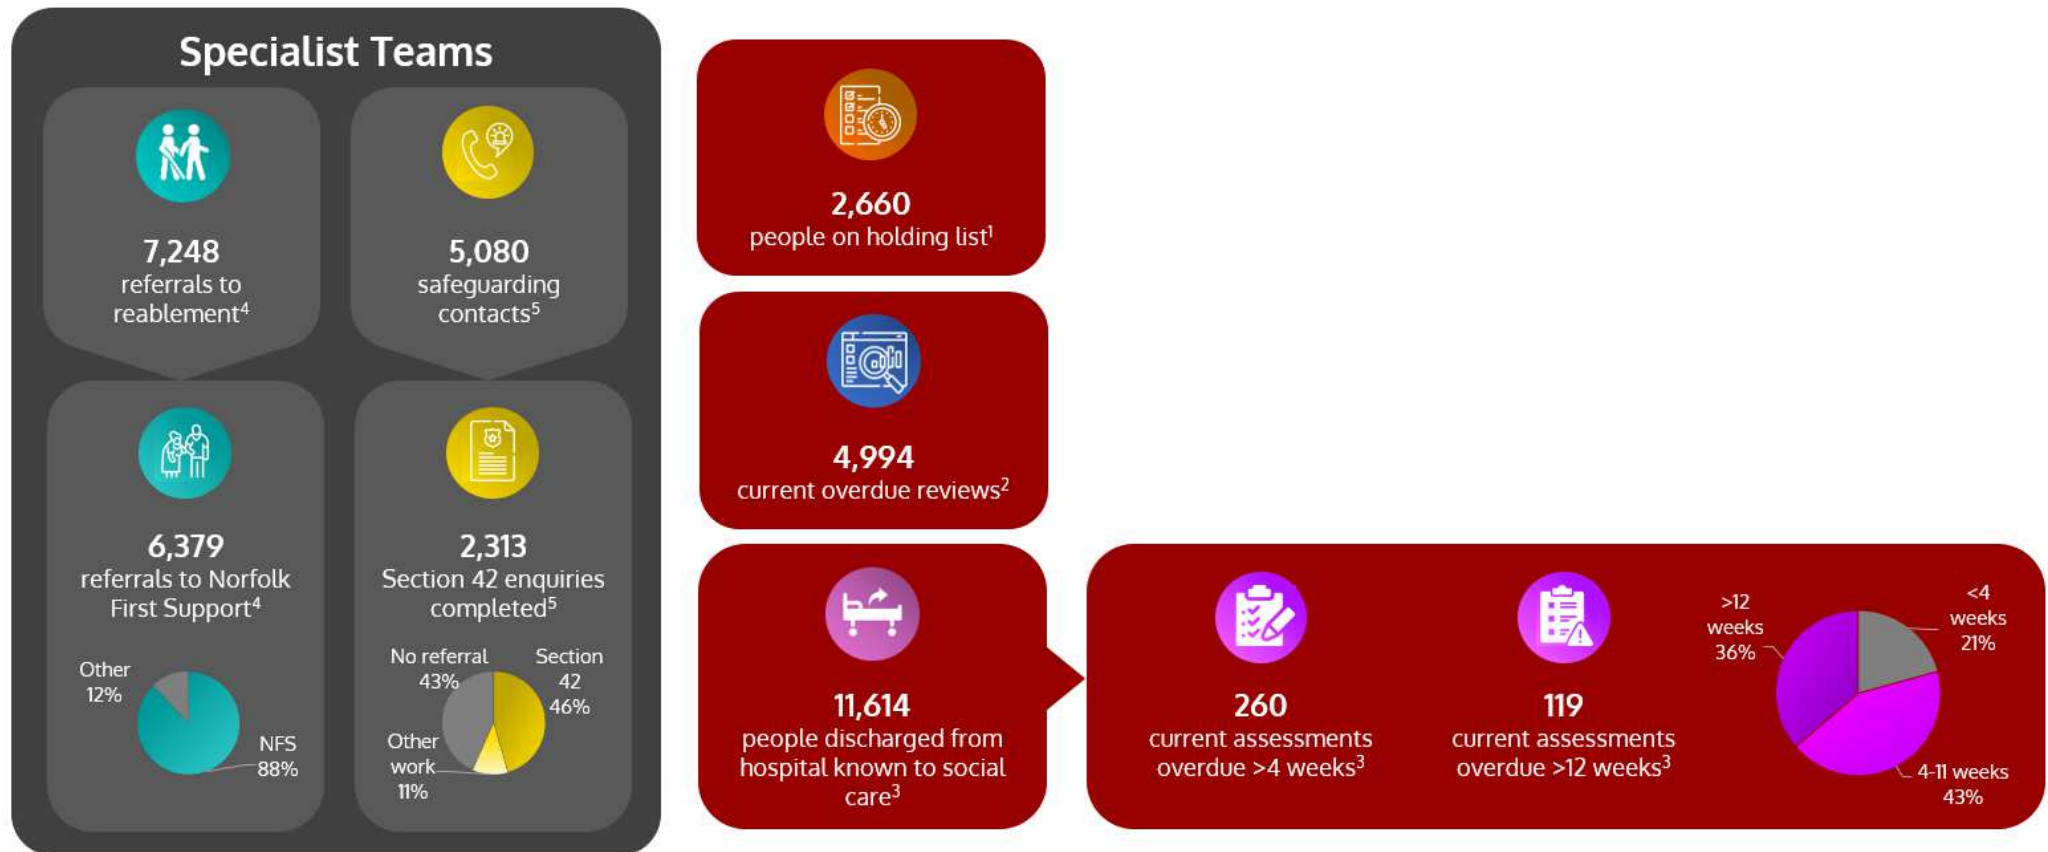 Specialist Teams
7,248
referrals to
reablement⁴
5,080
safeguarding
contacts⁵
6,379
referrals to Norfolk
First Support⁴
Other
12%
NFS
88%
2,313
Section 42 enquiries
completed⁵
No referral
43%
Section
42
46%
Other
work
11%
2,660
people on holding list¹
4,994
current overdue reviews²
11,614
people discharged from
hospital known to social
care³
260
current assessments
overdue >4 weeks³
119
current assessments
overdue >12 weeks³
>12
weeks
36%
<4
weeks
21%
4-11 weeks
43%